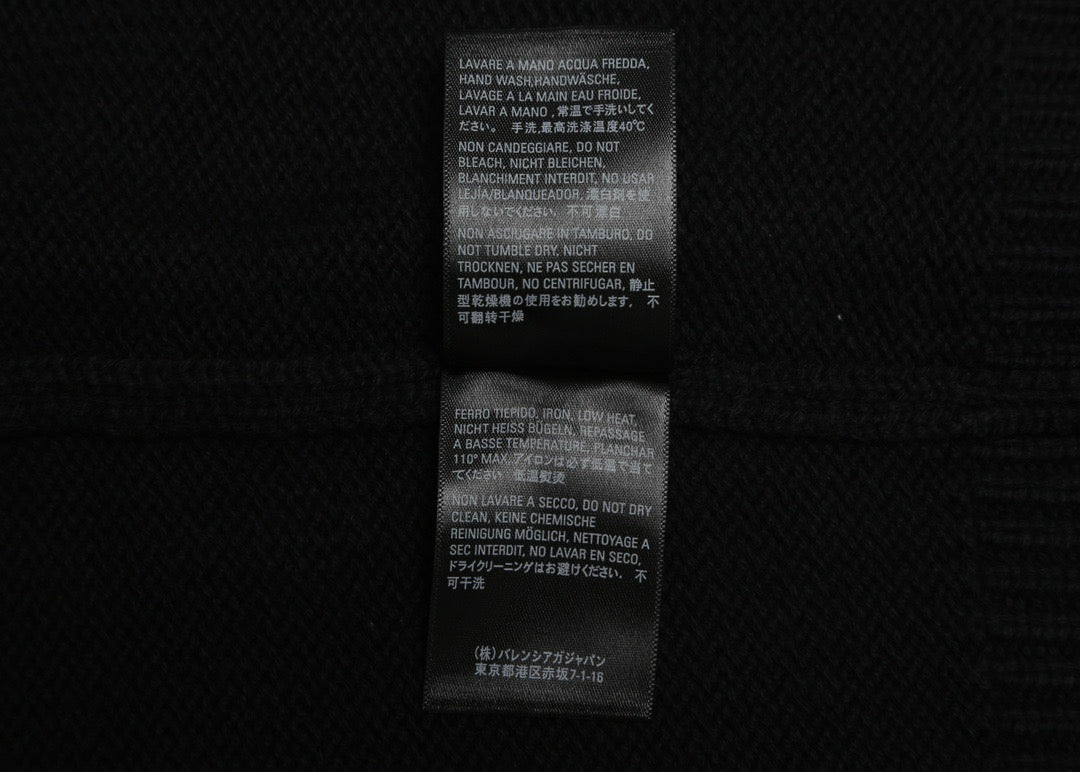 LAVARE A MANO ACQUA FREDDA,
HAND WASH,HANDWÄSCHE,
LAVAGE A LA MAIN EAU FROIDE,
LAVAR A MANO ,常温で手洗いしてく
ださい。 手洗,最高洗涤温度40℃
NON CANDEGGIARE, DO NOT
BLEACH, NICHT BLEICHEN,
BLANCHIMENT INTERDIT, NO USAR
LEJÍA/BLANQUEADOR, 漂白剤を使
用しないでください. 不可漂白
NON ASCIUGARE IN TAMBURO, DO
NOT TUMBLE DRY, NICHT
TROCKNEN, NE PAS SECHER EN
TAMBOUR, NO CENTRIFUGAR, 静止
型乾燥機の使用をお勧めします. 不
可翻转干燥
FERRO TIEPIDO, IRON, LOW HEAT,
NICHT HEISS BÜGELN, REPASSAGE
A BASSE TEMPERATURE, PLANCHAR
110° MAX,アイロンは必ず低温で当て
てください 低温熨烫
NON LAVARE A SECCO, DO NOT DRY
CLEAN, KEINE CHEMISCHE
REINIGUNG MÖGLICH, NETTOYAGE A
SEC INTERDIT, NO LAVAR EN SECO,
ドライクリーニングはお避けください. 不
可干洗
(株)バレンシアガジャパン
東京都港区赤坂7-1-16